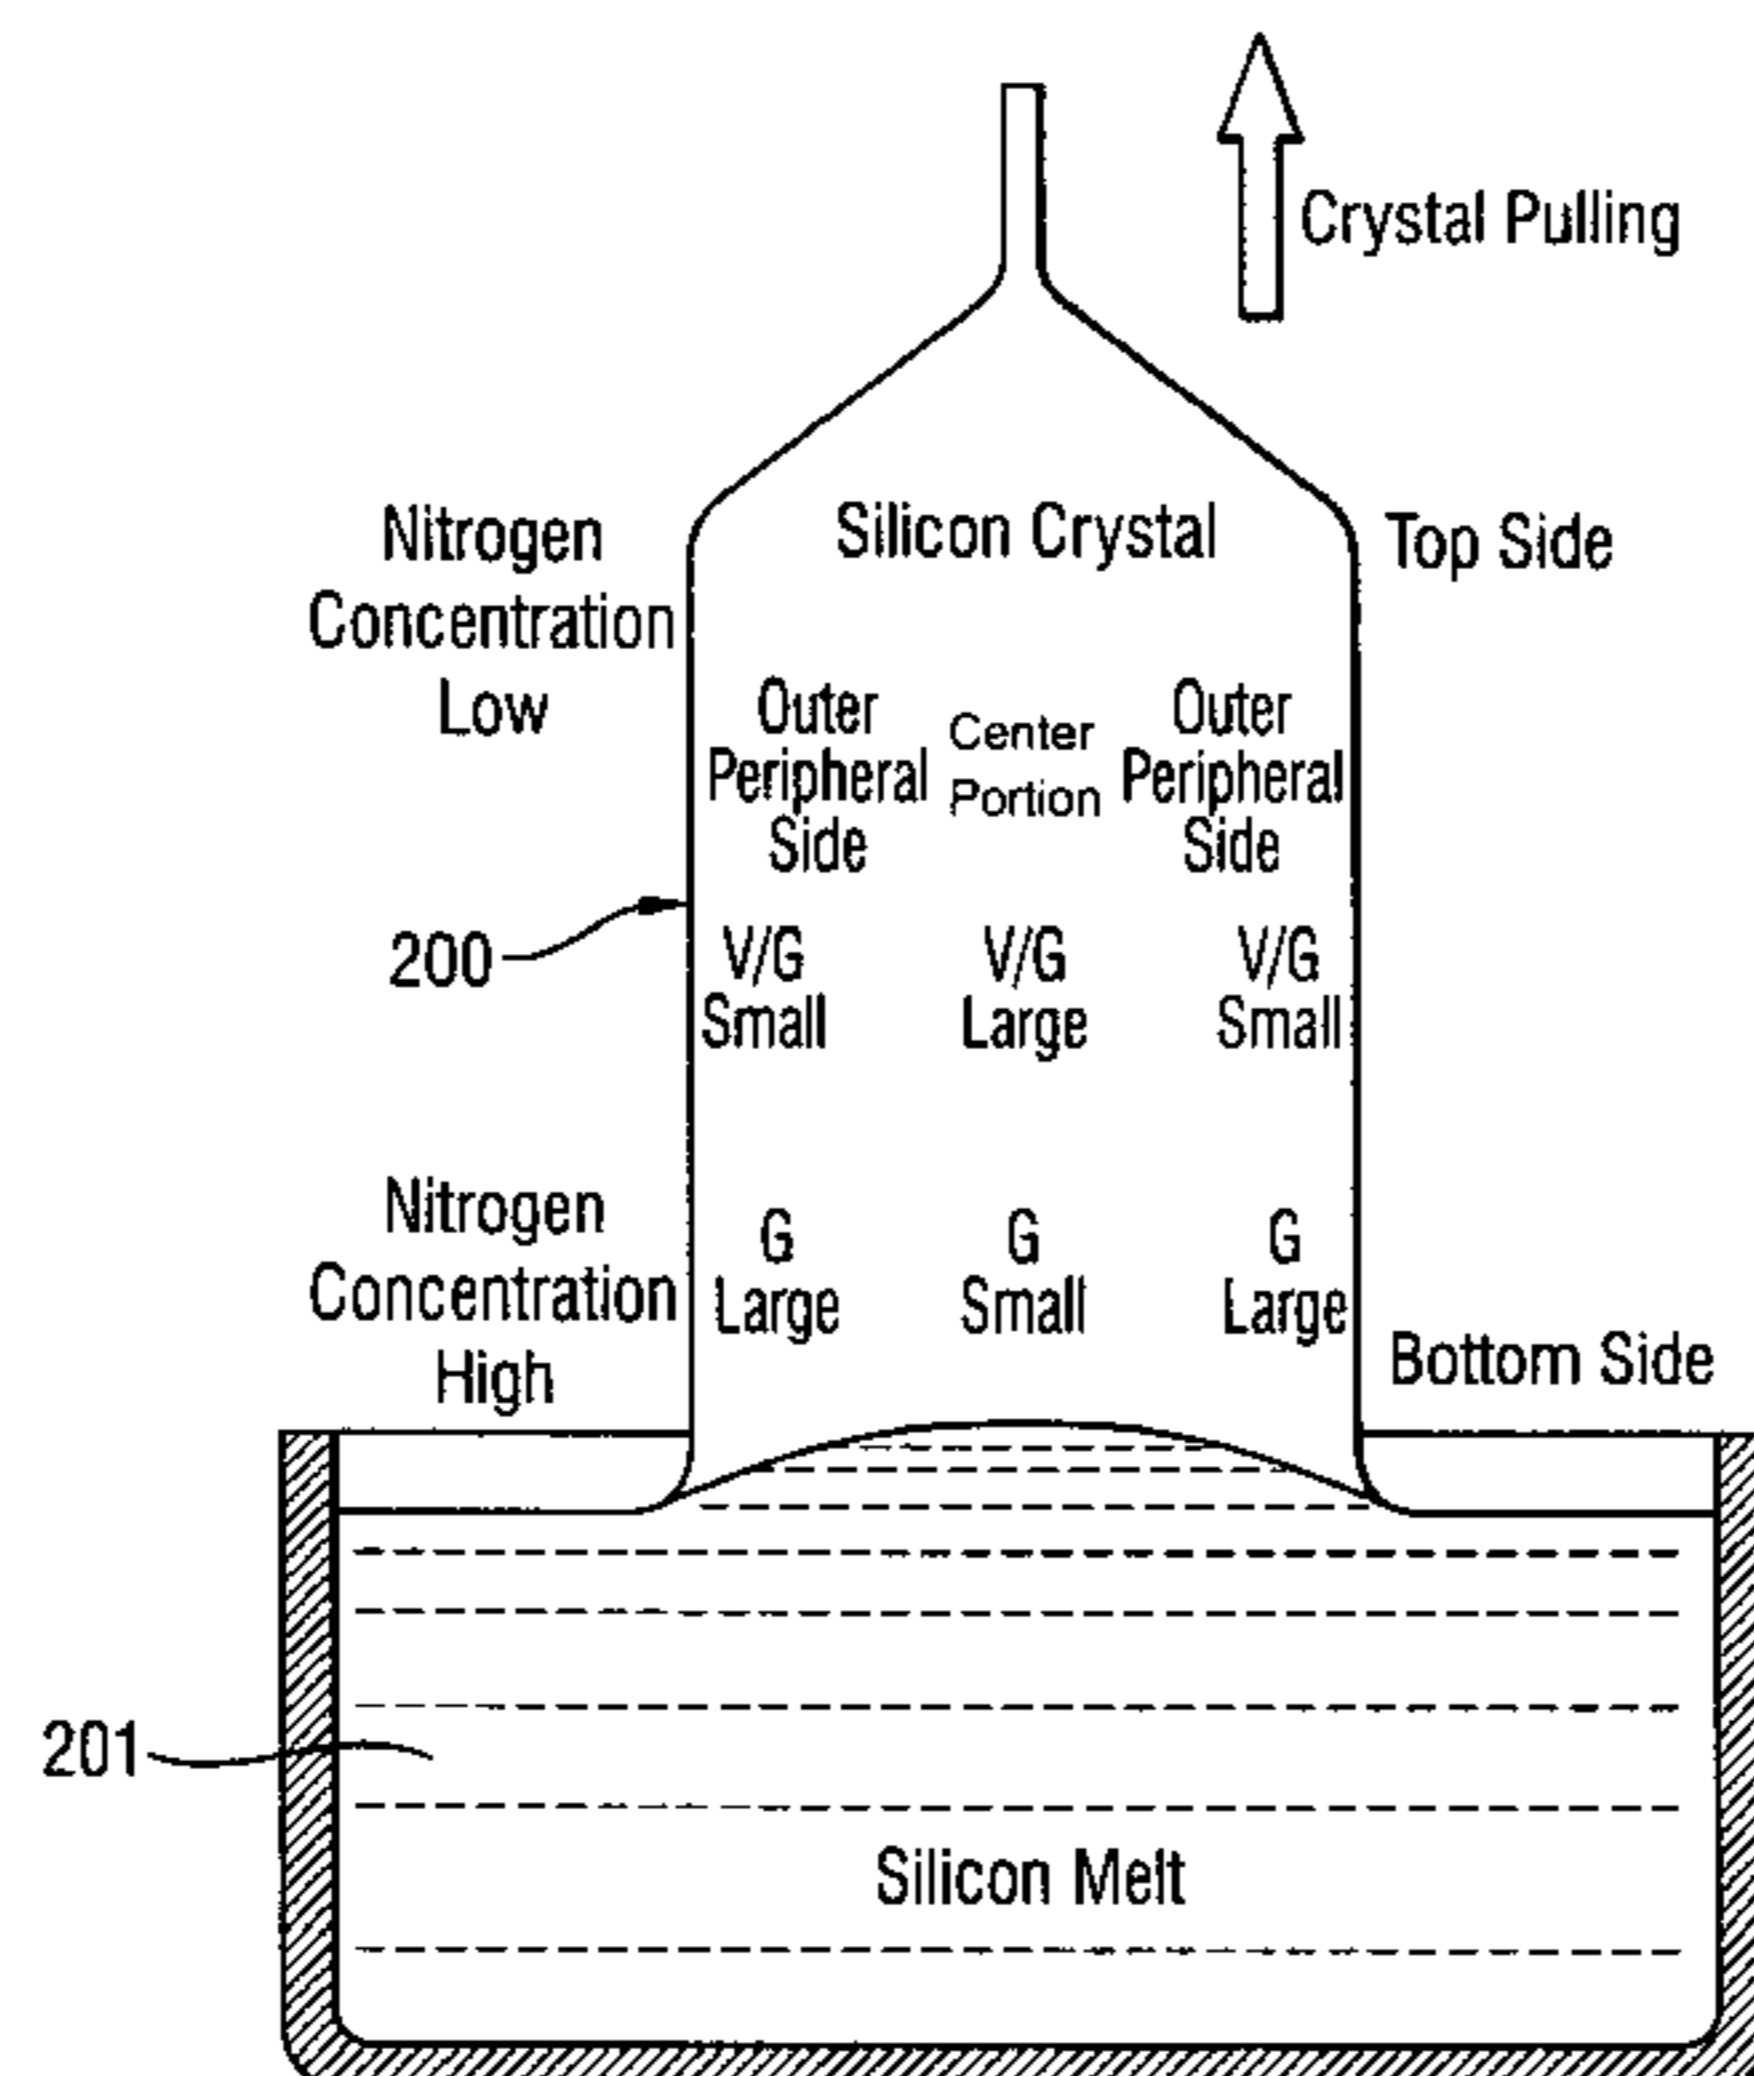 Crystal Pulling
Silicon Crystal
Top Side
Nitrogen
Concentration
Low
Outer
Peripheral
Side
Center
Portion
Outer
Peripheral
Side
200
V/G
Small
V/G
Large
V/G
Small
Nitrogen
Concentration
High
G
Large
G
Small
G
Large
Bottom Side
201
Silicon Melt